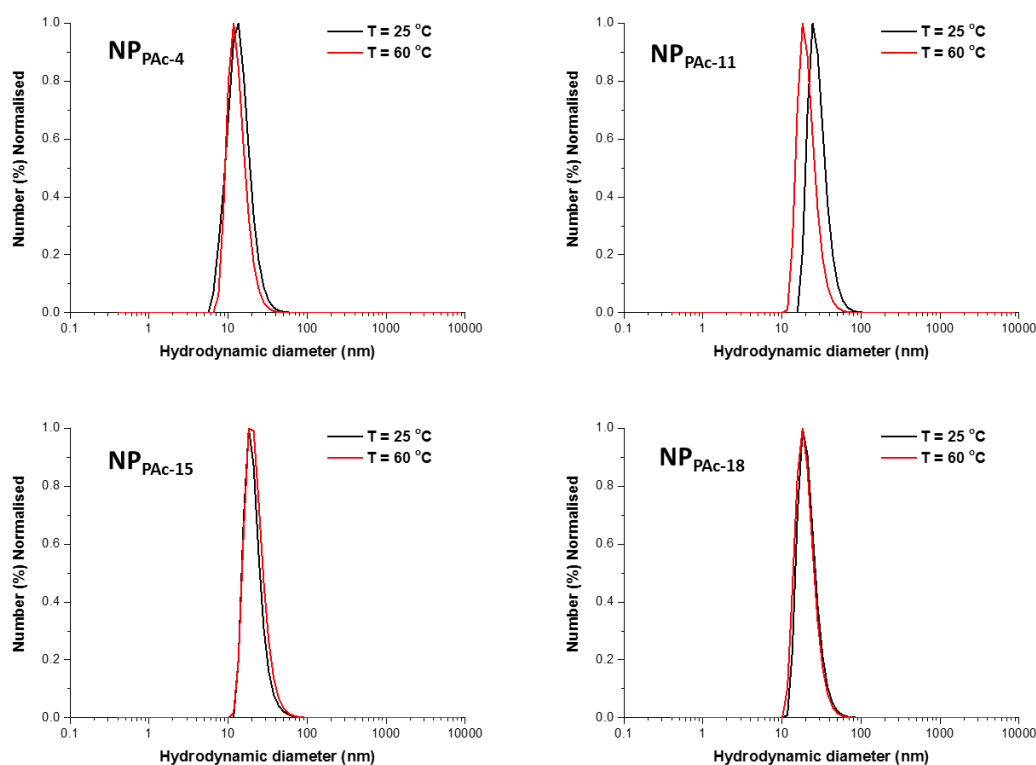 NPPAc-4
T = 25 °C
T = 60 °C
Number (%) Normalised
1.0
0.8
0.6
0.4
0.2
0.0
0.1
1
10
100
1000
10000
Hydrodynamic diameter (nm)
NPPAc-11
T = 25 °C
T = 60 °C
Number (%) Normalised
1.0
0.8
0.6
0.4
0.2
0.0
0.1
1
10
100
1000
10000
Hydrodynamic diameter (nm)
NPPAc-15
T = 25 °C
T = 60 °C
Number (%) Normalised
1.0
0.8
0.6
0.4
0.2
0.0
0.1
1
10
100
1000
10000
Hydrodynamic diameter (nm)
NPPAc-18
T = 25 °C
T = 60 °C
Number (%) Normalised
1.0
0.8
0.6
0.4
0.2
0.0
0.1
1
10
100
1000
10000
Hydrodynamic diameter (nm)